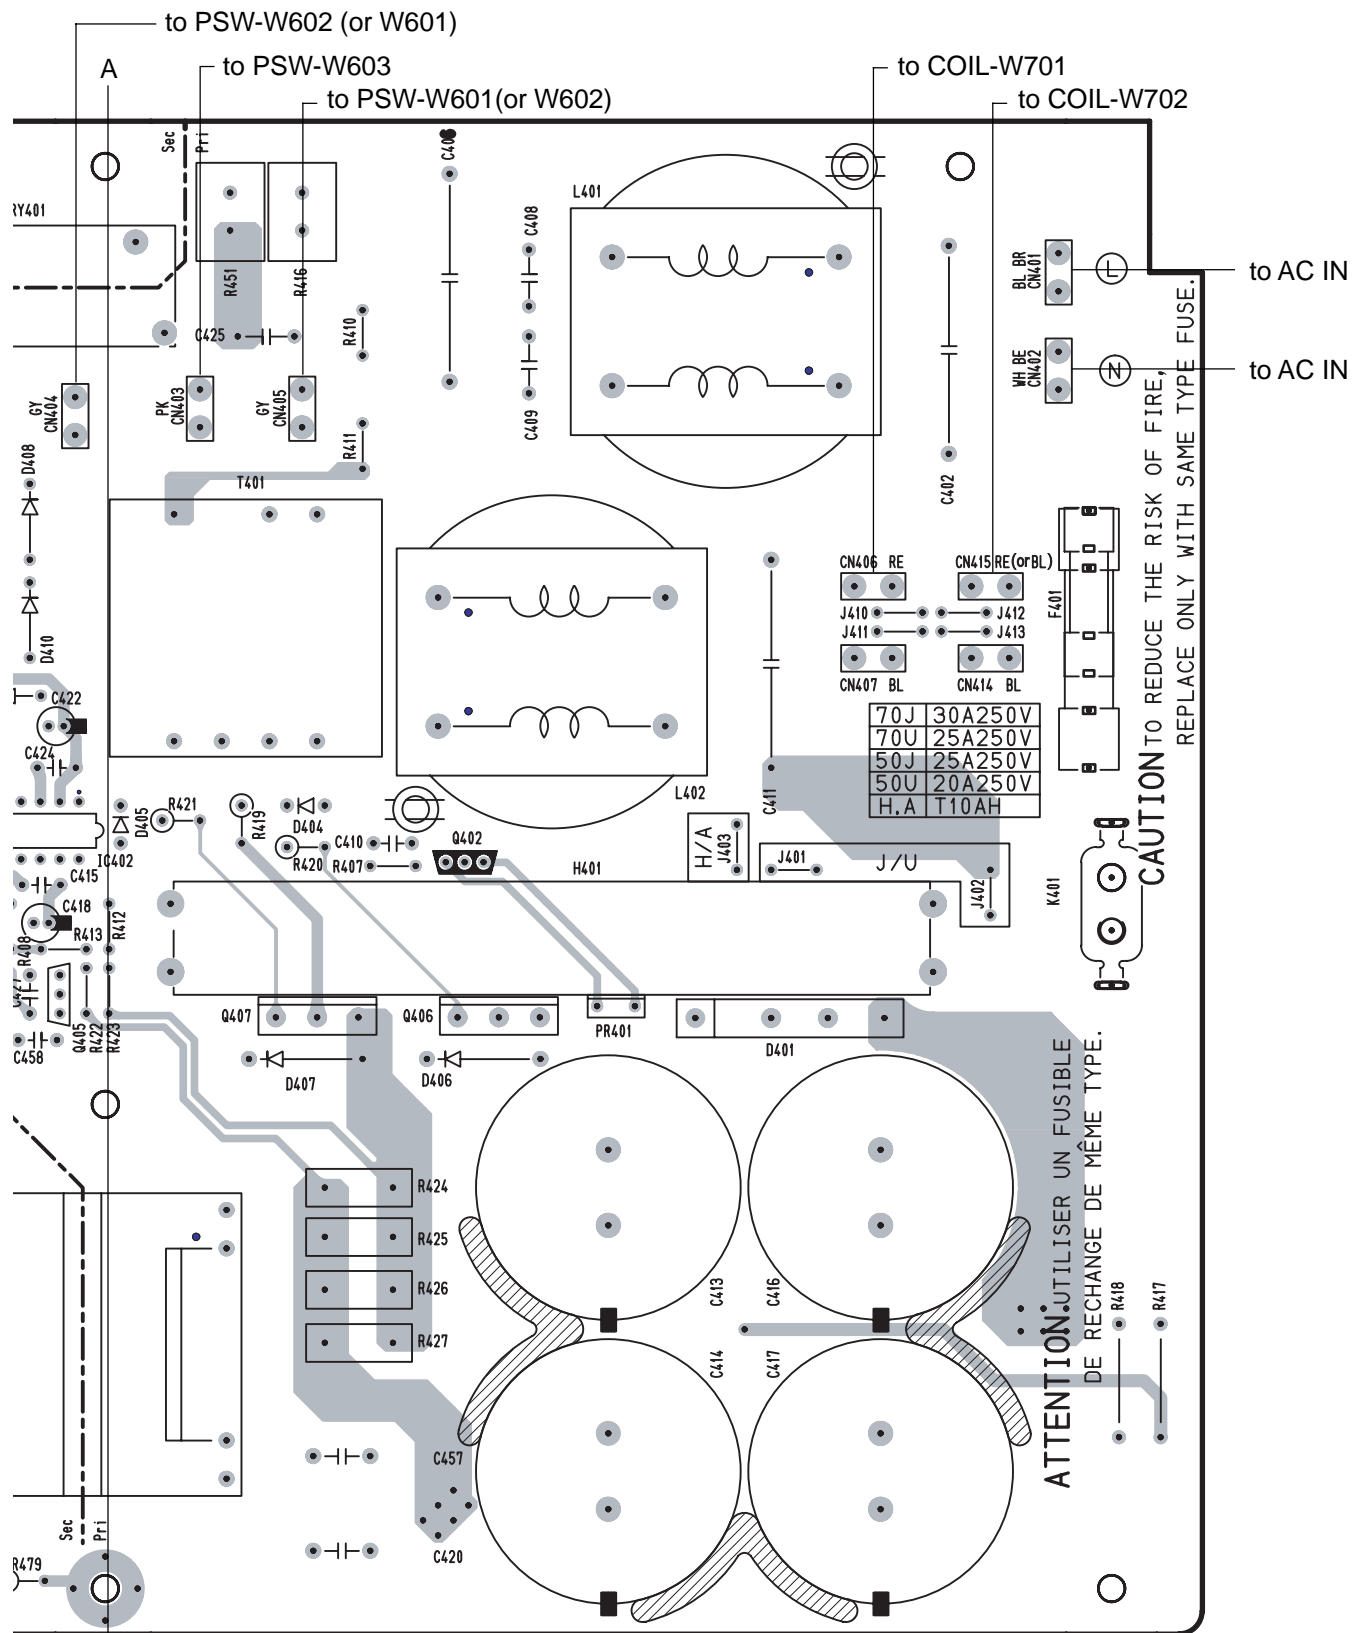 to PSW-W602 (or W601)
A
to PSW-W603
to COIL-W701
to PSW-W601(or W602)
to COIL-W702
Sec
Pri
C406
L401
RY401
C408
R451
R416
BL BR
CN401
L
to AC IN
C425
R410
WH BE
CN402
N
to AC IN
GY
CN404
PK
CN403
GY
CN405
C409
R411
D408
T401
C402
CN406 RE
CN415 RE(orBL)
J410
J412
F401
J411
J413
D410
CN407 BL
CN414 BL
C422
70J 30A250V
70U 25A250V
50J 25A250V
50U 20A250V
H.A T10AH
C424
L402
C411
CAUTION TO REDUCE THE RISK OF FIRE,
REPLACE ONLY WITH SAME TYPE FUSE.
D405
R421
R419
D404
C410
Q402
H/A
J403
J401
J/U
IC402
R420
R407
H401
C415
J402
K401
C418
R412
R413
R408
C427
Q407
Q406
PR401
D401
C458
Q405
R422
R423
D407
D406
R424
R425
R426
R427
C413
C416
C414
C417
ATTENTION UTILISER UN FUSIBLE
DE RECHANGE DE MÊME TYPE.
R418
R417
C457
Sec
Pri
C420
R479